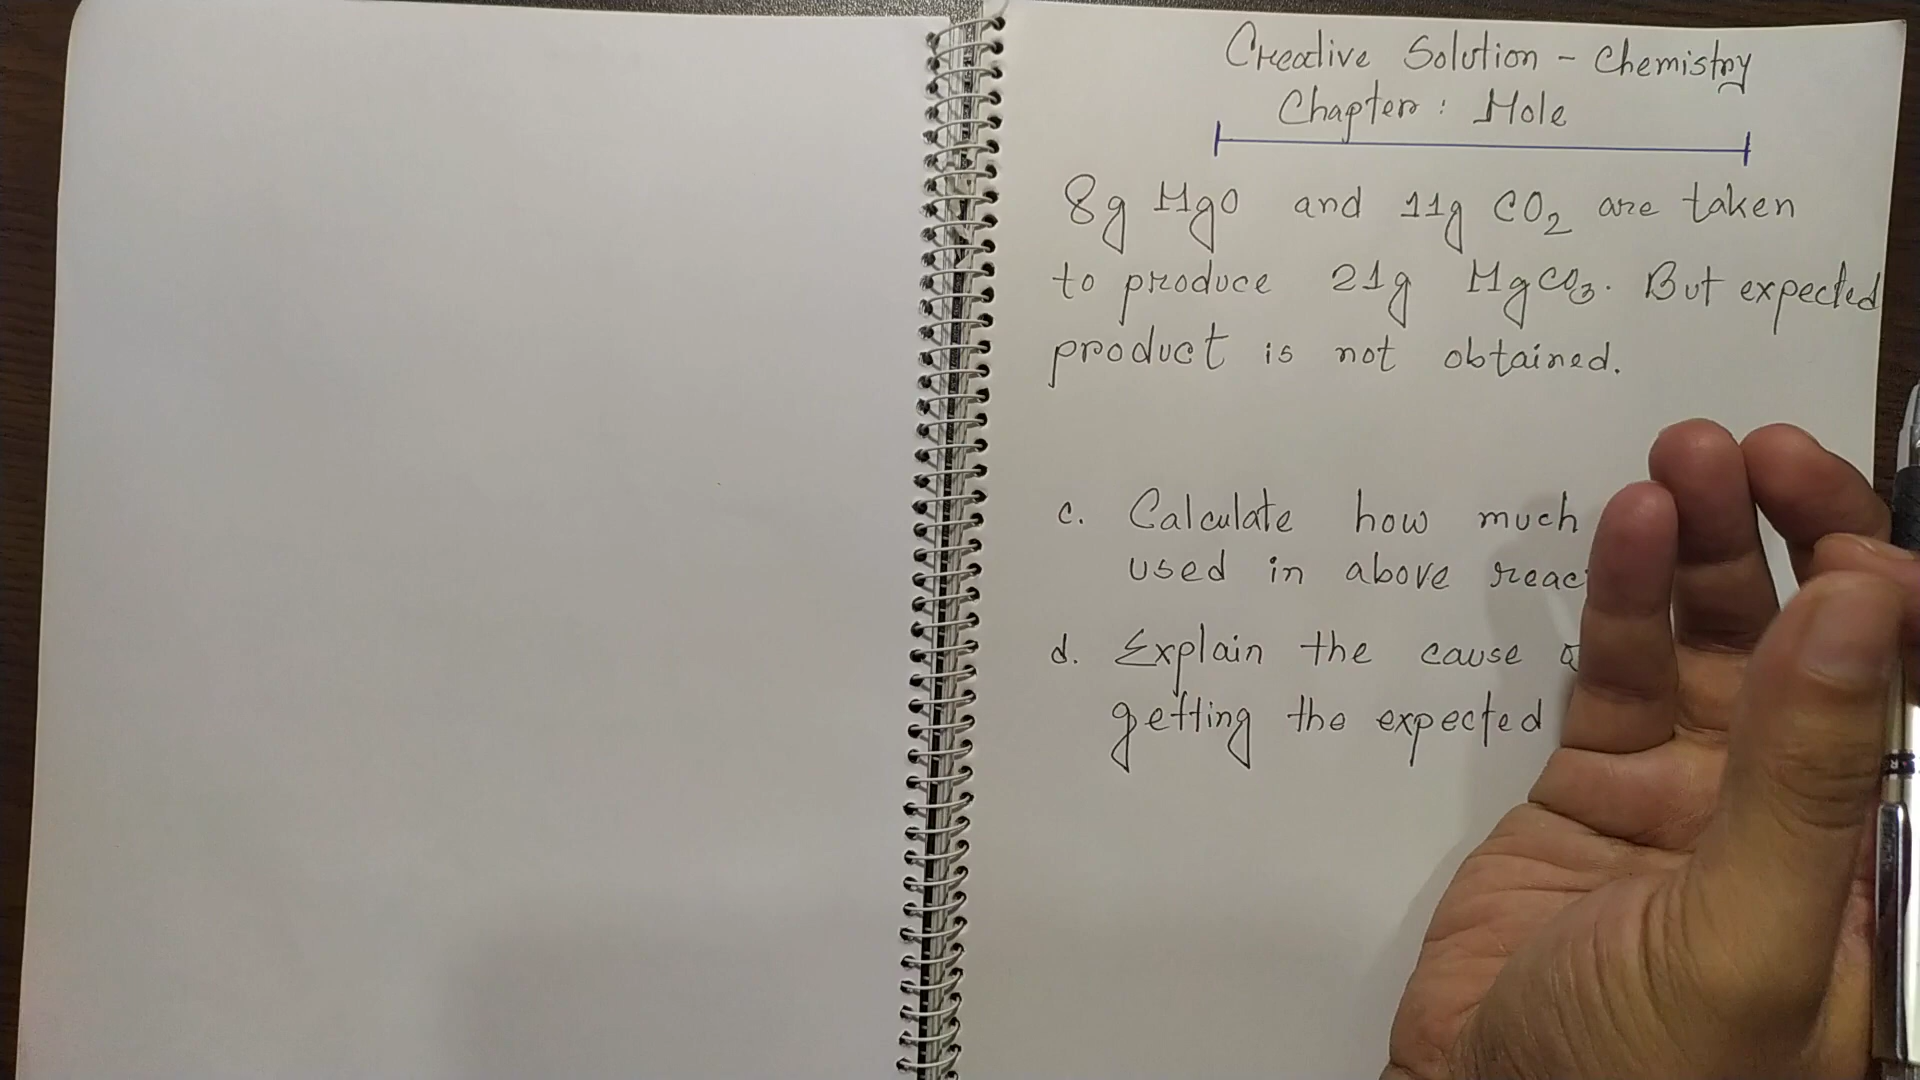 Creative Solution - Chemistry
Chapter: Mole
8g MgO and 11g CO₂ are taken
to produce 21g MgCO₃. But expected
product is not obtained.
c. Calculate how much
used in above
d. Explain the cause
getting the expected